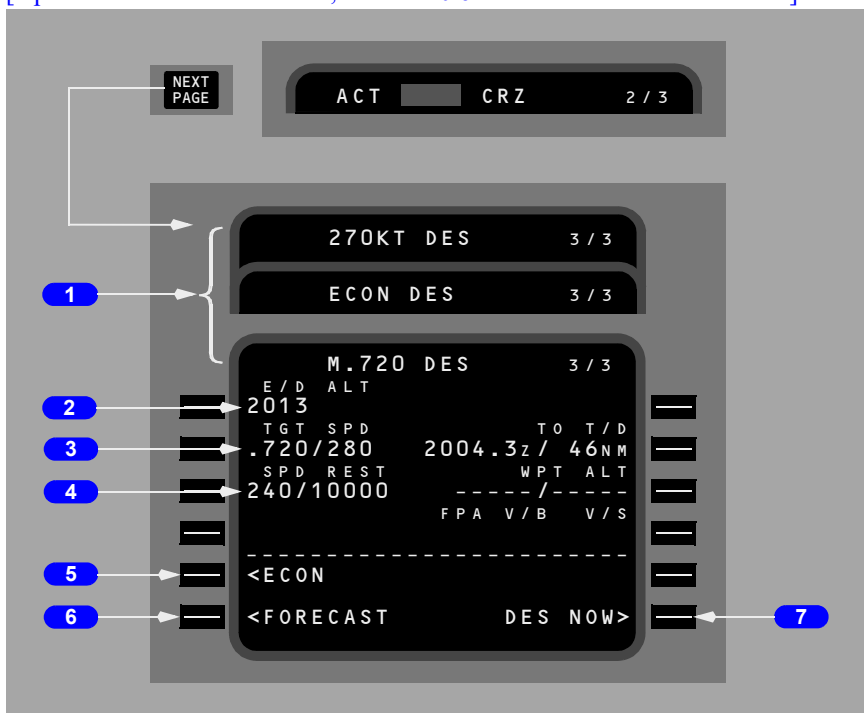 NEXT
PAGE
ACT CRZ 2/3
270KT DES 3/3
1
ECON DES 3/3
M.720 DES 3/3
E/D ALT
2
2013
TGT SPD TO T/D
3
.720/280 2004.3z/ 46NM
SPD REST WPT ALT
4
240/10000 -----/-----
FPA V/B V/S
------------------------
5
<ECON
6
<FORECAST DES NOW>
7